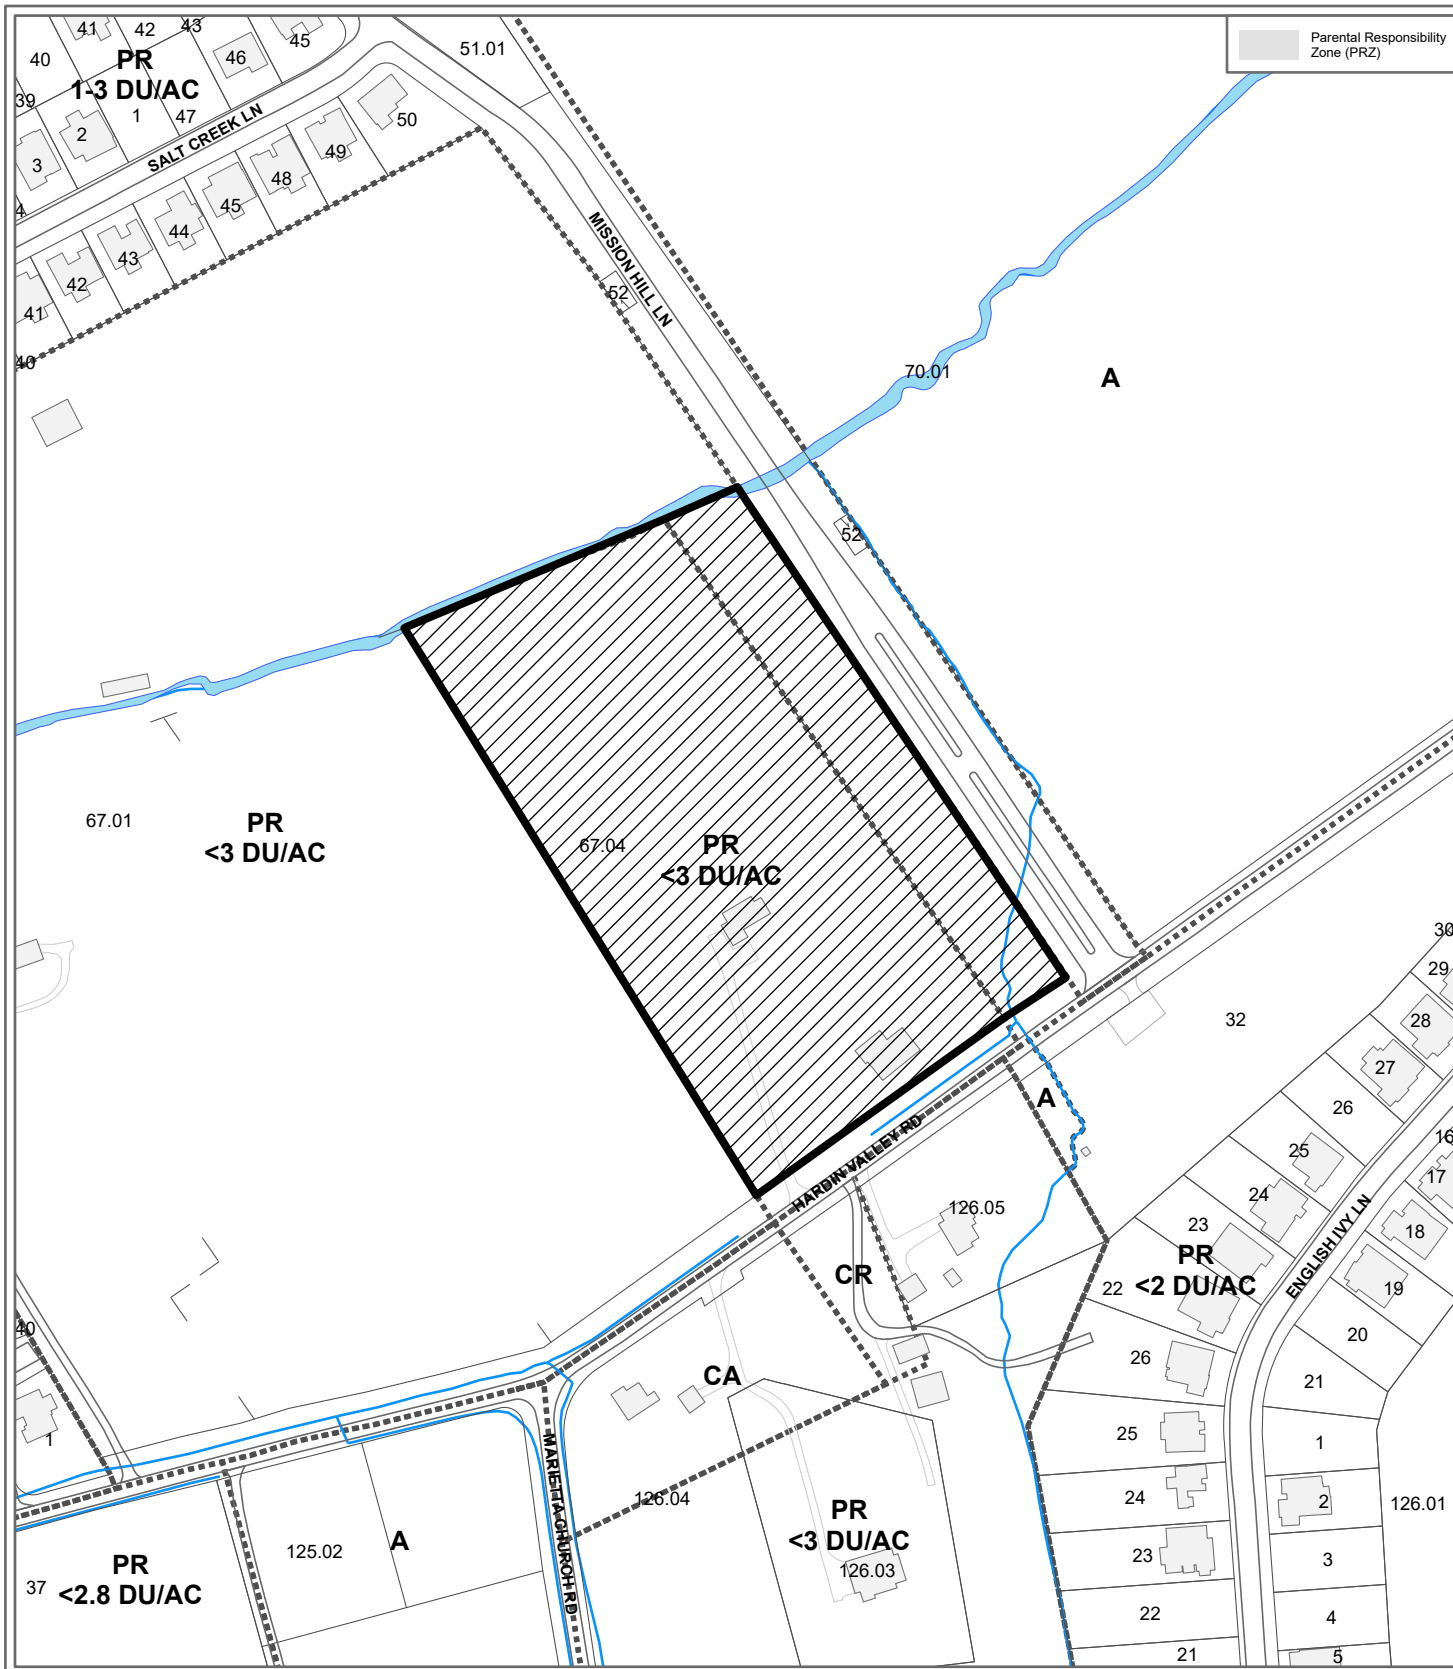 41
42
43
45
40
PR
1-3 DU/AC
46
51.01
Parental Responsibility
Zone (PRZ)
39
2
1
47
SALT CREEK LN
50
3
49
48
4
45
44
43
42
41
40
MISSION HILL LN
52
70.01
A
52
67.01
PR
<3 DU/AC
67.04
PR
<3 DU/AC
30
29
32
28
27
A
26
16
25
17
HARDIN VALLEY RD
24
126.05
23
18
PR
<2 DU/AC
ENGLISH IVY LN
CR
22
19
40
20
26
CA
21
1
25
1
MARIETTA CHURCH RD
126.04
24
2
126.01
PR
<3 DU/AC
A
125.02
23
3
PR
<2.8 DU/AC
37
126.03
22
4
21
5